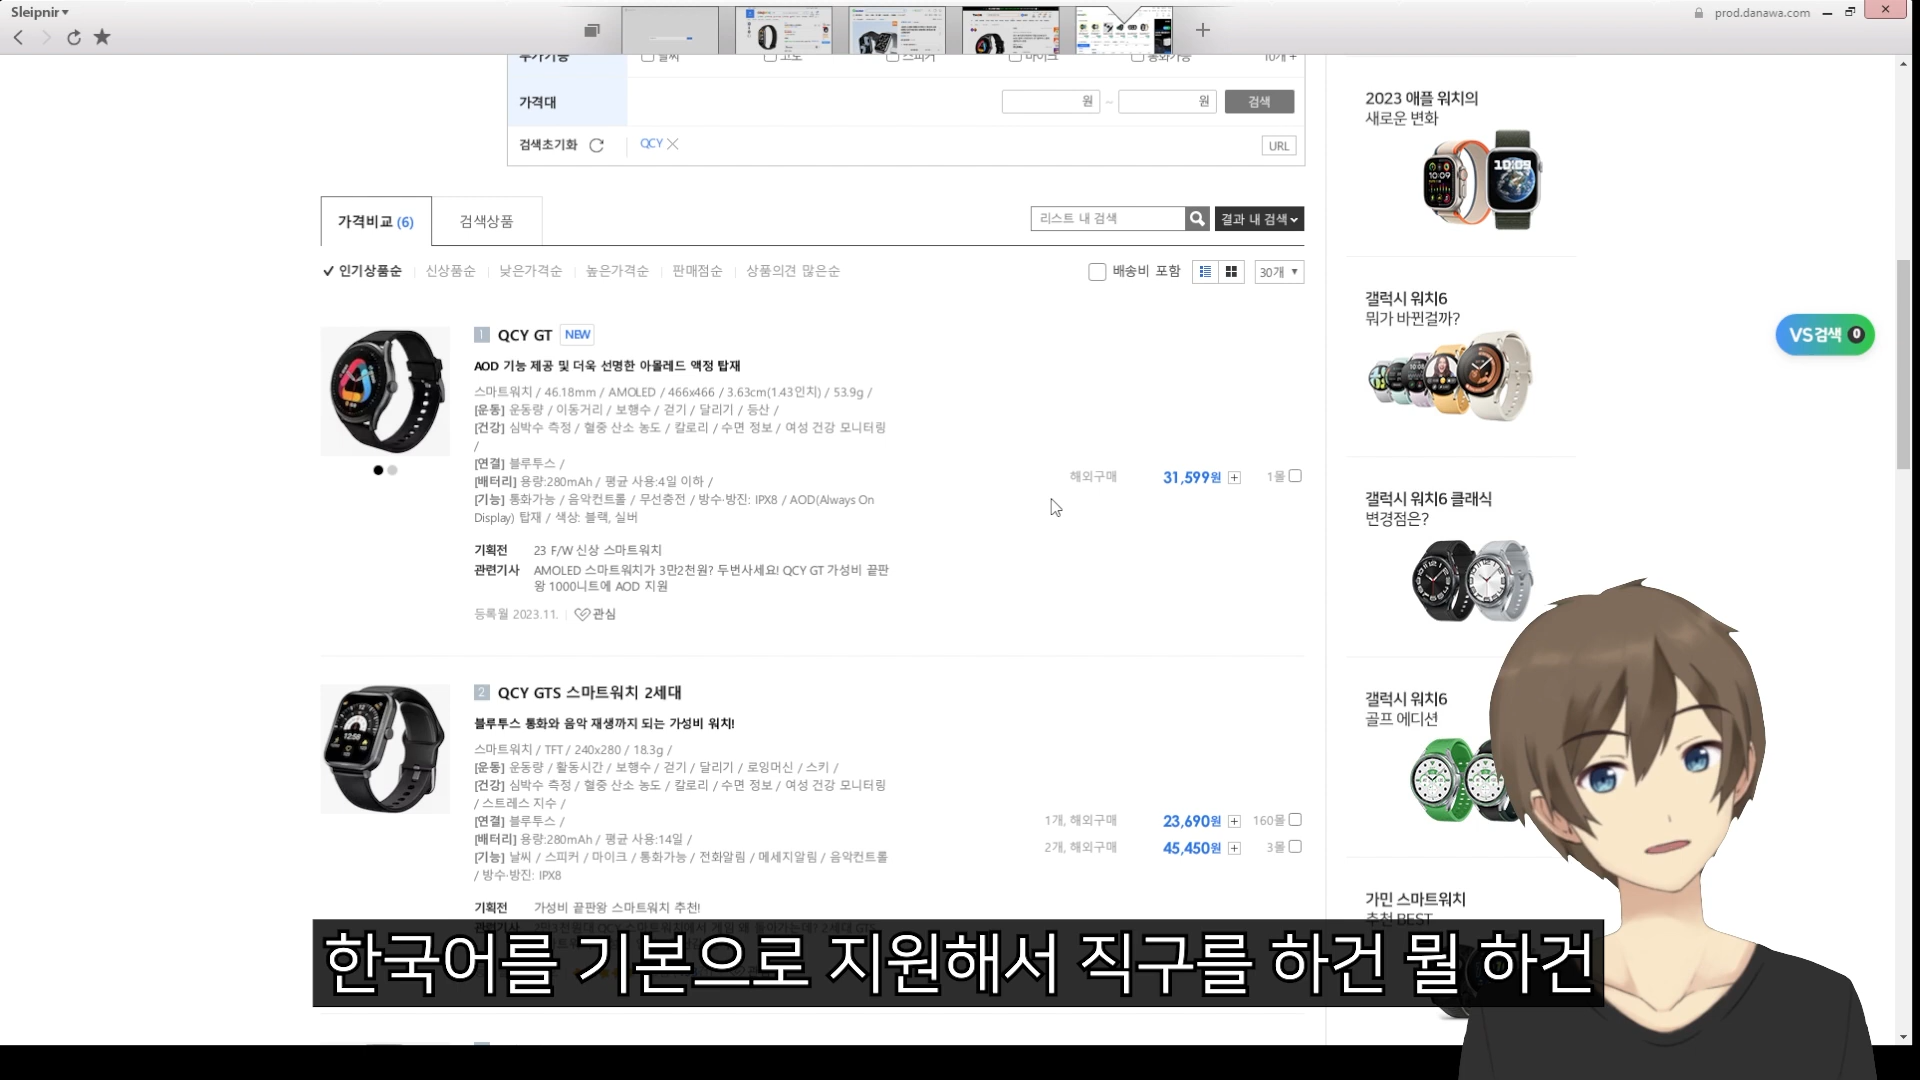 Sleipnir
prod.danawa.com
부가기능
날씨
고도
스피커
마이크
통화가능
10개 +
가격대
원 ~ 원 검색
검색초기화
QCY
URL
가격비교 (6)
검색상품
리스트 내 검색
결과 내 검색
인기상품순
신상품순
낮은가격순
높은가격순
판매점순
상품의견 많은순
배송비 포함
30개
1 QCY GT NEW
AOD 기능 제공 및 더욱 선명한 아몰레드 액정 탑재
스마트워치 / 46.18mm / AMOLED / 466x466 / 3.63cm(1.43인치) / 53.9g /
[운동] 운동량 / 이동거리 / 보행수 / 걷기 / 달리기 / 등산 /
[건강] 심박수 측정 / 혈중 산소 농도 / 칼로리 / 수면 정보 / 여성 건강 모니터링
/
[연결] 블루투스 /
[배터리] 용량:280mAh / 평균 사용:4일 이하 /
[기능] 통화가능 / 음악컨트롤 / 무선충전 / 방수·방진: IPX8 / AOD(Always On
Display) 탑재 / 색상: 블랙, 실버
해외구매 31,599원 + 1몰
기획전 23 F/W 신상 스마트워치
관련기사 AMOLED 스마트워치가 3만2천원? 두번사세요! QCY GT 가성비 끝판
왕 1000니트에 AOD 지원
등록월 2023.11. 관심
2 QCY GTS 스마트워치 2세대
블루투스 통화와 음악 재생까지 되는 가성비 워치!
스마트워치 / TFT / 240x280 / 18.3g /
[운동] 운동량 / 활동시간 / 보행수 / 걷기 / 달리기 / 로잉머신 / 스키 /
[건강] 심박수 측정 / 혈중 산소 농도 / 칼로리 / 수면 정보 / 여성 건강 모니터링
/ 스트레스 지수 /
[연결] 블루투스 /
[배터리] 용량:280mAh / 평균 사용:14일 /
[기능] 날씨 / 스피커 / 마이크 / 통화가능 / 전화알림 / 메세지알림 / 음악컨트롤
/ 방수·방진: IPX8
1개, 해외구매 23,690원 + 160몰
2개, 해외구매 45,450원 + 3몰
기획전 가성비 끝판왕 스마트워치 추천!
2023 애플 워치의
새로운 변화
갤럭시 워치6
뭐가 바뀐걸까?
갤럭시 워치6 클래식
변경점은?
갤럭시 워치6
골프 에디션
가민 스마트워치
추천 BEST
VS검색 0
한국어를 기본으로 지원해서 직구를 하건 뭘 하건